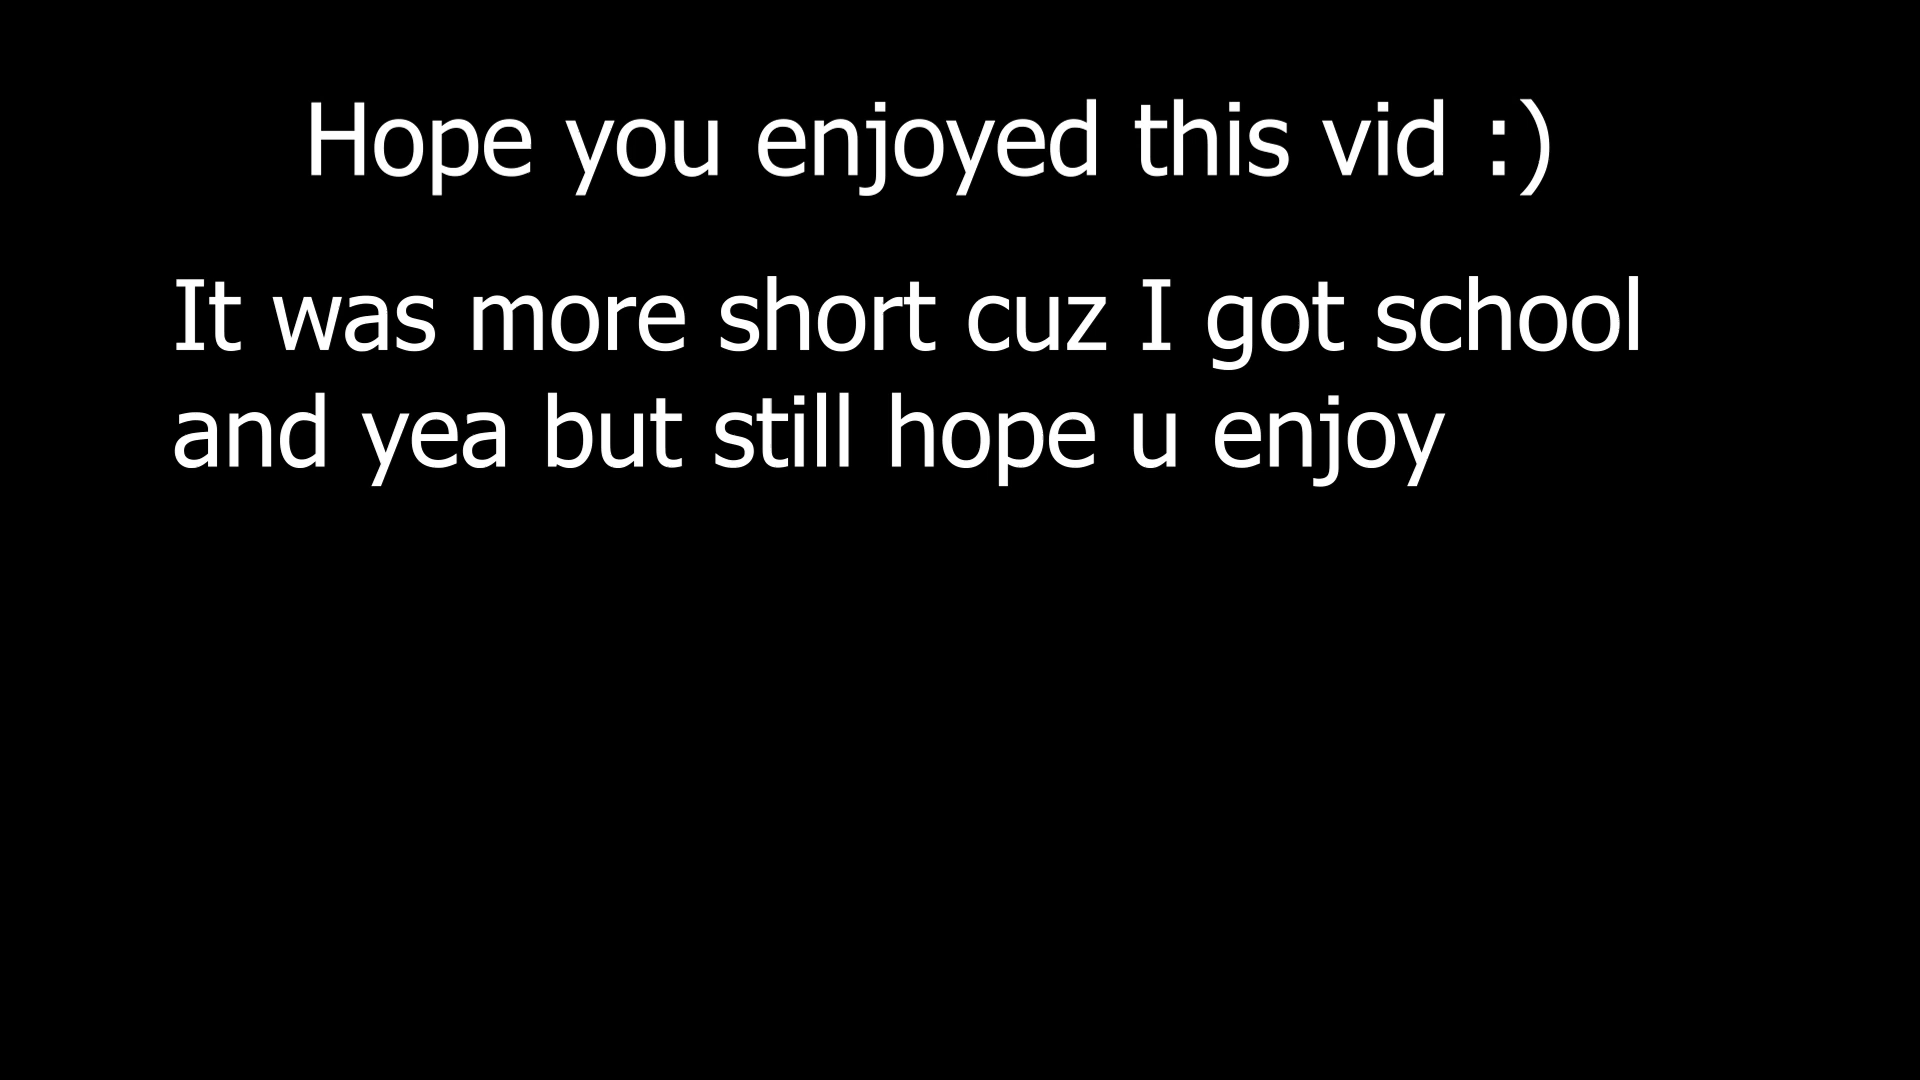 Hope you enjoyed this vid :)
It was more short cuz I got school
and yea but still hope u enjoy